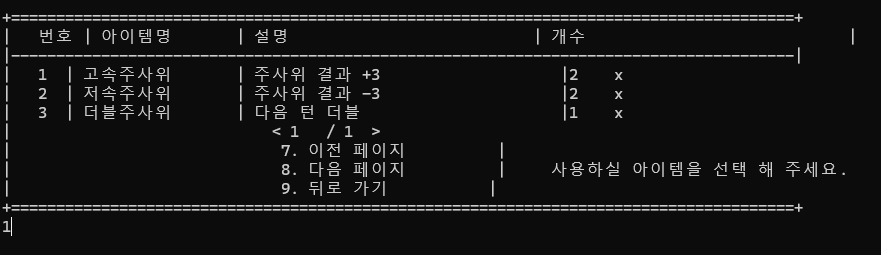 +=======================================================================================+
| 번호 | 아이템명 | 설명 | 개수 |
|---------------------------------------------------------------------------------------|
| 1 | 고속주사위 | 주사위 결과 +3 |2 x
| 2 | 저속주사위 | 주사위 결과 -3 |2 x
| 3 | 더블주사위 | 다음 턴 더블 |1 x
| < 1 / 1 >
| 7. 이전 페이지 |
| 8. 다음 페이지 | 사용하실 아이템을 선택 해 주세요.
| 9. 뒤로 가기 |
+=======================================================================================+
1